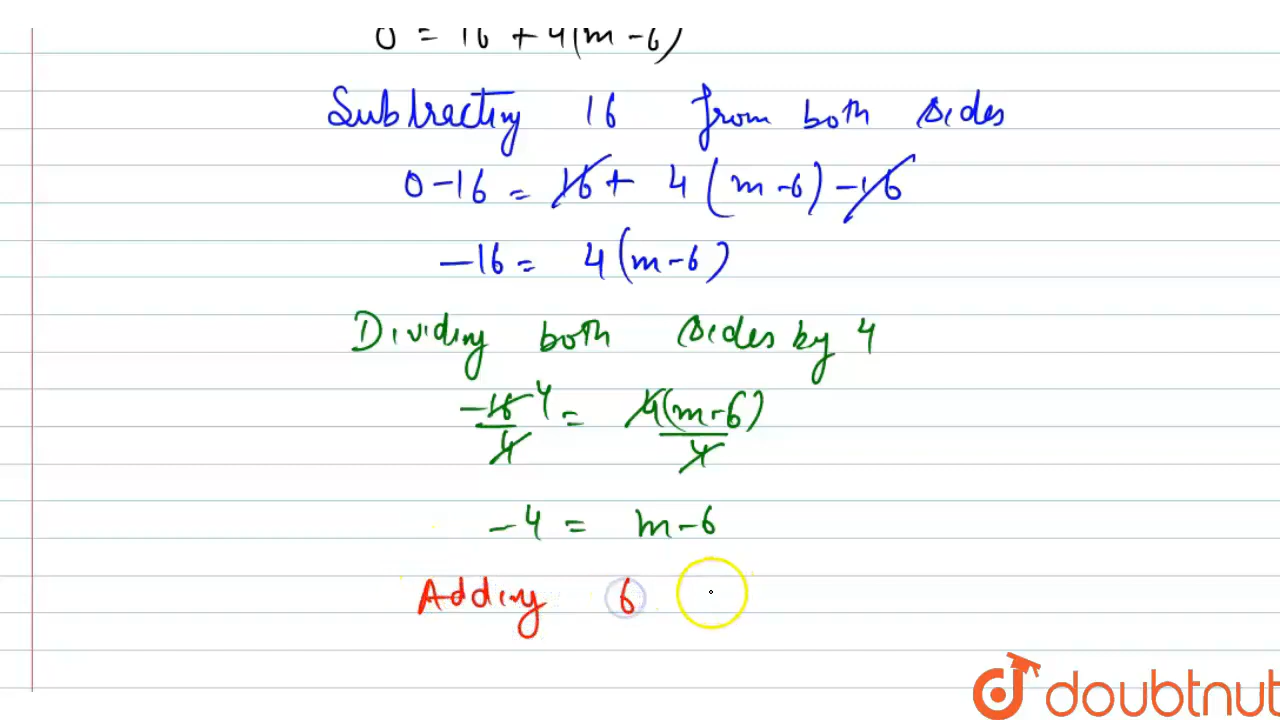 0 = 16 + 4(m - 6)
Subtracting 16 from both sides
0 - 16 = 16 + 4(m - 6) - 16
-16 = 4(m - 6)
Dividing both sides by 4
-16/4 4 = 4(m - 6)/4
-4 = m - 6
Adding 6
doubtnut